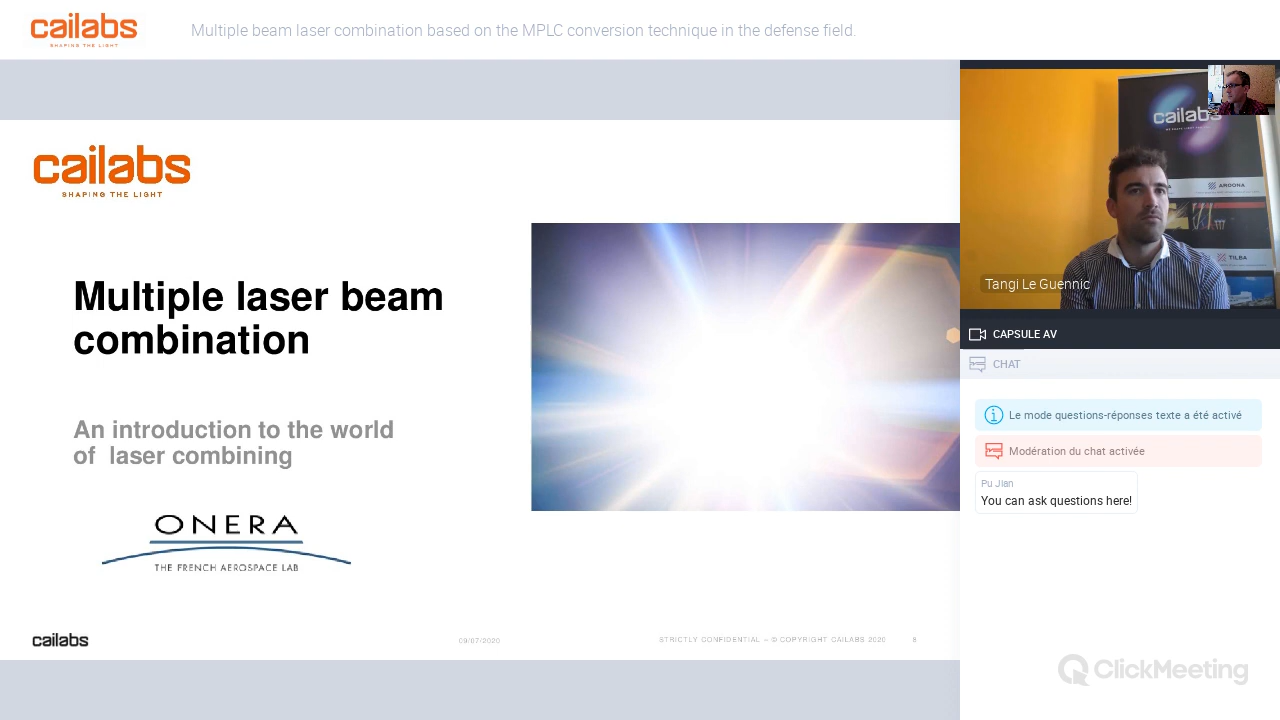 cailabs
SHAPING THE LIGHT
Multiple beam laser combination based on the MPLC conversion technique in the defense field.
cailabs
SHAPING THE LIGHT
Multiple laser beam
combination
An introduction to the world
of laser combining
ONERA
THE FRENCH AEROSPACE LAB
cailabs
09/07/2020
STRICTLY CONFIDENTIAL – © COPYRIGHT CAILABS 2020
8
cailabs
ARDONA
TILBA
Tangi Le Guennic
CAPSULE AV
CHAT
Le mode questions-réponses texte a été activé
Modération du chat activée
Pu Jian
You can ask questions here!
ClickMeeting